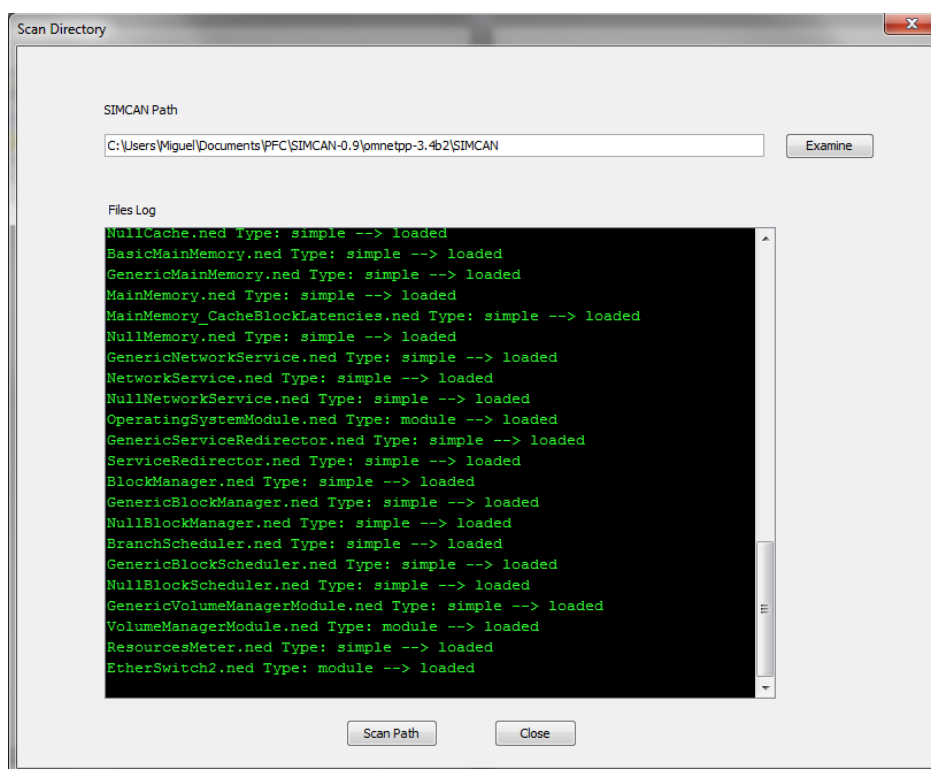 Scan Directory
SIMCAN Path
C:\Users\Miguel\Documents\PFC\SIMCAN-0.9\omnetpp-3.4b2\SIMCAN
Examine
Files Log
NullCache.ned Type: simple --> loaded
BasicMainMemory.ned Type: simple --> loaded
GenericMainMemory.ned Type: simple --> loaded
MainMemory.ned Type: simple --> loaded
MainMemory_CacheBlockLatencies.ned Type: simple --> loaded
NullMemory.ned Type: simple --> loaded
GenericNetworkService.ned Type: simple --> loaded
NetworkService.ned Type: simple --> loaded
NullNetworkService.ned Type: simple --> loaded
OperatingSystemModule.ned Type: module --> loaded
GenericServiceRedirector.ned Type: simple --> loaded
ServiceRedirector.ned Type: simple --> loaded
BlockManager.ned Type: simple --> loaded
GenericBlockManager.ned Type: simple --> loaded
NullBlockManager.ned Type: simple --> loaded
BranchScheduler.ned Type: simple --> loaded
GenericBlockScheduler.ned Type: simple --> loaded
NullBlockScheduler.ned Type: simple --> loaded
GenericVolumeManagerModule.ned Type: simple --> loaded
VolumeManagerModule.ned Type: module --> loaded
ResourcesMeter.ned Type: simple --> loaded
EtherSwitch2.ned Type: module --> loaded
Scan Path
Close